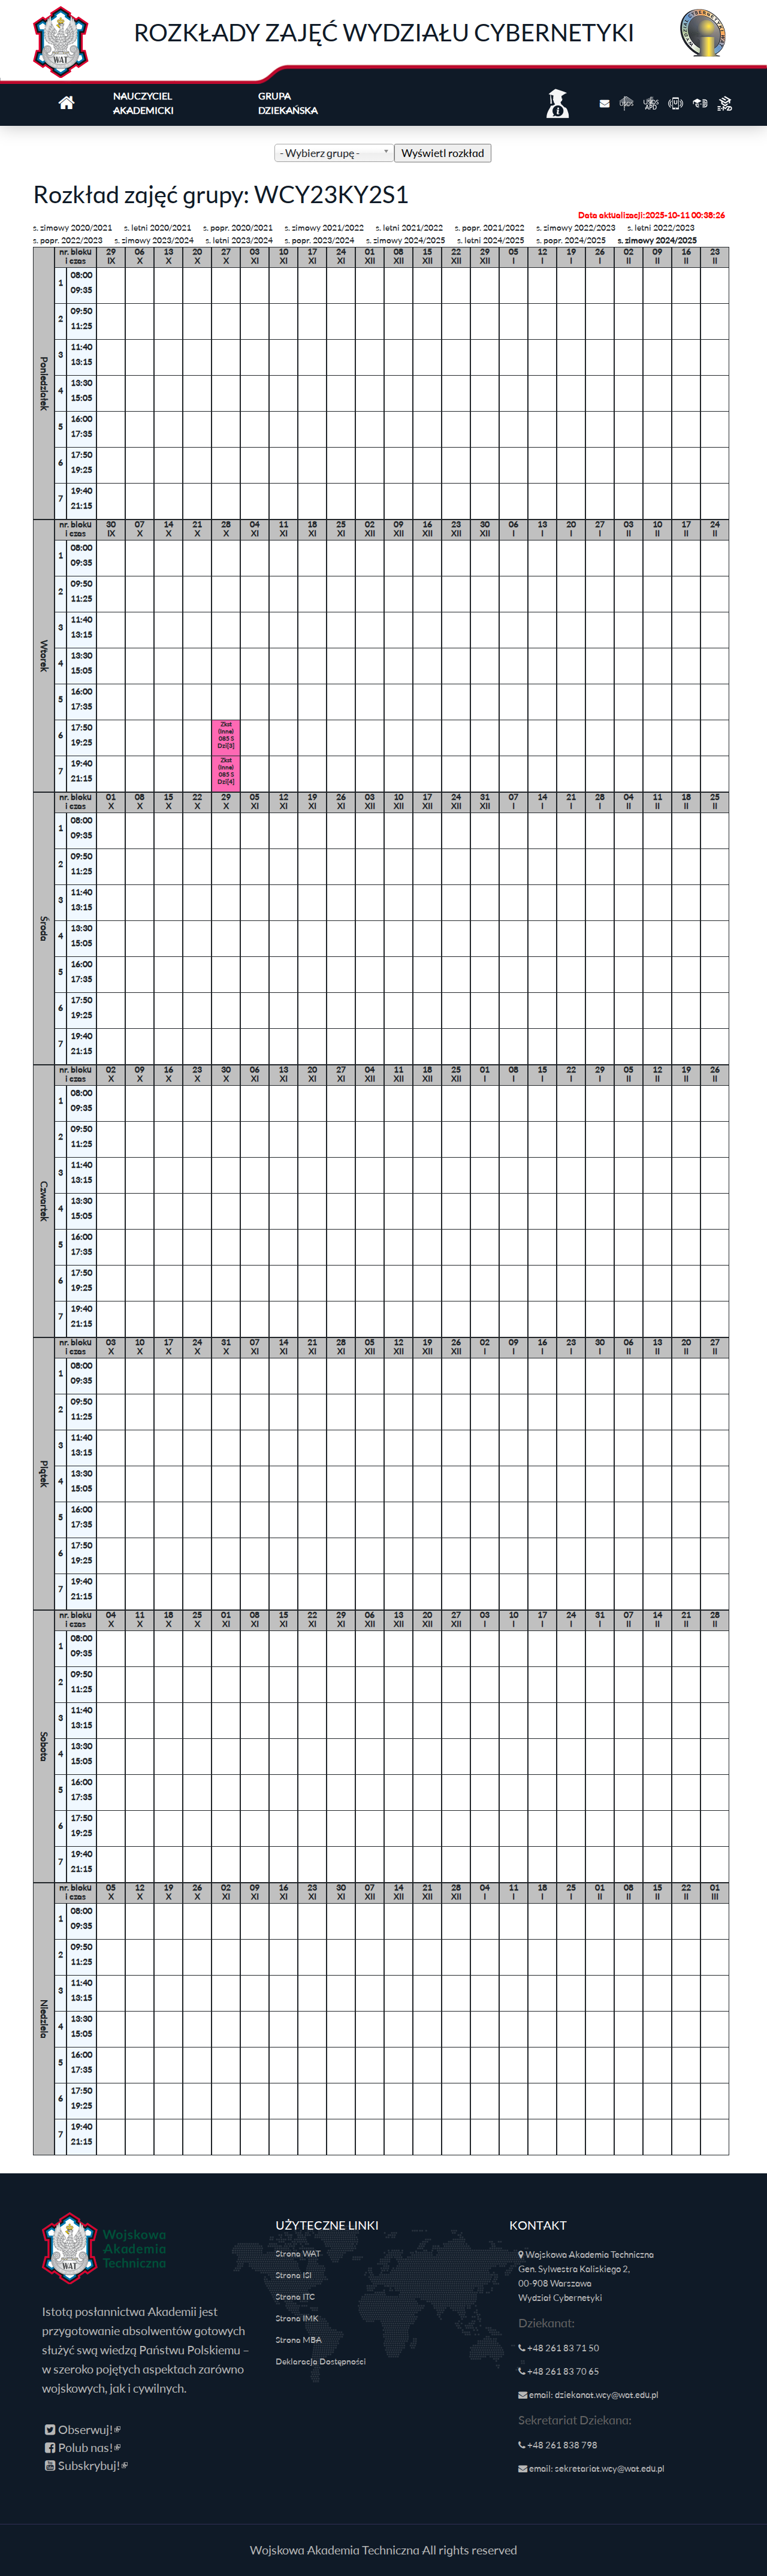 ROZKŁADY ZAJĘĆ WYDZIAŁU CYBERNETYKI
WAT
NAUCZYCIEL
AKADEMICKI
GRUPA
DZIEKAŃSKA
- Wybierz grupę -
Wyświetl rozkład
Rozkład zajęć grupy: WCY23KY2S1
Data aktualizacji:2025-10-11 00:38:26
s. zimowy 2020/2021 s. letni 2020/2021 s. popr. 2020/2021 s. zimowy 2021/2022 s. letni 2021/2022 s. popr. 2021/2022 s. zimowy 2022/2023 s. letni 2022/2023
s. popr. 2022/2023 s. zimowy 2023/2024 s. letni 2023/2024 s. popr. 2023/2024 s. zimowy 2024/2025 s. letni 2024/2025 s. popr. 2024/2025 s. zimowy 2024/2025
Poniedziałek
nr. bloku 29 06 13 20 27 03 10 17 24 01 08 15 22 29 05 12 19 26 02 09 16 23
i czas IX X X X X XI XI XI XI XII XII XII XII XII I I I I II II II II
1 08:00
09:35
2 09:50
11:25
3 11:40
13:15
4 13:30
15:05
5 16:00
17:35
6 17:50
19:25
7 19:40
21:15
Wtorek
nr. bloku 30 07 14 21 28 04 11 18 25 02 09 16 23 30 06 13 20 27 03 10 17 24
i czas IX X X X X XI XI XI XI XII XII XII XII XII I I I I II II II II
1 08:00
09:35
2 09:50
11:25
3 11:40
13:15
4 13:30
15:05
5 16:00
17:35
6 17:50
19:25
Zkst
(inne)
085 S
Dzi[3]
7 19:40
21:15
Zkst
(inne)
085 S
Dzi[4]
Środa
nr. bloku 01 08 15 22 29 05 12 19 26 03 10 17 24 31 07 14 21 28 04 11 18 25
i czas X X X X X XI XI XI XI XII XII XII XII XII I I I I II II II II
1 08:00
09:35
2 09:50
11:25
3 11:40
13:15
4 13:30
15:05
5 16:00
17:35
6 17:50
19:25
7 19:40
21:15
Czwartek
nr. bloku 02 09 16 23 30 06 13 20 27 04 11 18 25 01 08 15 22 29 05 12 19 26
i czas X X X X X XI XI XI XI XII XII XII XII I I I I I II II II II
1 08:00
09:35
2 09:50
11:25
3 11:40
13:15
4 13:30
15:05
5 16:00
17:35
6 17:50
19:25
7 19:40
21:15
Piątek
nr. bloku 03 10 17 24 31 07 14 21 28 05 12 19 26 02 09 16 23 30 06 13 20 27
i czas X X X X X XI XI XI XI XII XII XII XII I I I I I II II II II
1 08:00
09:35
2 09:50
11:25
3 11:40
13:15
4 13:30
15:05
5 16:00
17:35
6 17:50
19:25
7 19:40
21:15
Sobota
nr. bloku 04 11 18 25 01 08 15 22 29 06 13 20 27 03 10 17 24 31 07 14 21 28
i czas X X X X XI XI XI XI XI XII XII XII XII I I I I I II II II II
1 08:00
09:35
2 09:50
11:25
3 11:40
13:15
4 13:30
15:05
5 16:00
17:35
6 17:50
19:25
7 19:40
21:15
Niedziela
nr. bloku 05 12 19 26 02 09 16 23 30 07 14 21 28 04 11 18 25 01 08 15 22 01
i czas X X X X XI XI XI XI XI XII XII XII XII I I I I II II II II III
1 08:00
09:35
2 09:50
11:25
3 11:40
13:15
4 13:30
15:05
5 16:00
17:35
6 17:50
19:25
7 19:40
21:15
WAT
Wojskowa
Akademia
Techniczna
Istotą posłannictwa Akademii jest
przygotowanie absolwentów gotowych
służyć swą wiedzą Państwu Polskiemu –
w szeroko pojętych aspektach zarówno
wojskowych, jak i cywilnych.
Obserwuj!
Polub nas!
Subskrybuj!
UŻYTECZNE LINKI
Strona WAT
Strona ISI
Strona ITC
Strona IMK
Strona MBA
Deklaracja Dostępności
KONTAKT
Wojskowa Akademia Techniczna
Gen. Sylwestra Kaliskiego 2,
00-908 Warszawa
Wydział Cybernetyki
Dziekanat:
+48 261 83 71 50
+48 261 83 70 65
email: dziekanat.wcy@wat.edu.pl
Sekretariat Dziekana:
+48 261 838 798
email: sekretariat.wcy@wat.edu.pl
Wojskowa Akademia Techniczna All rights reserved